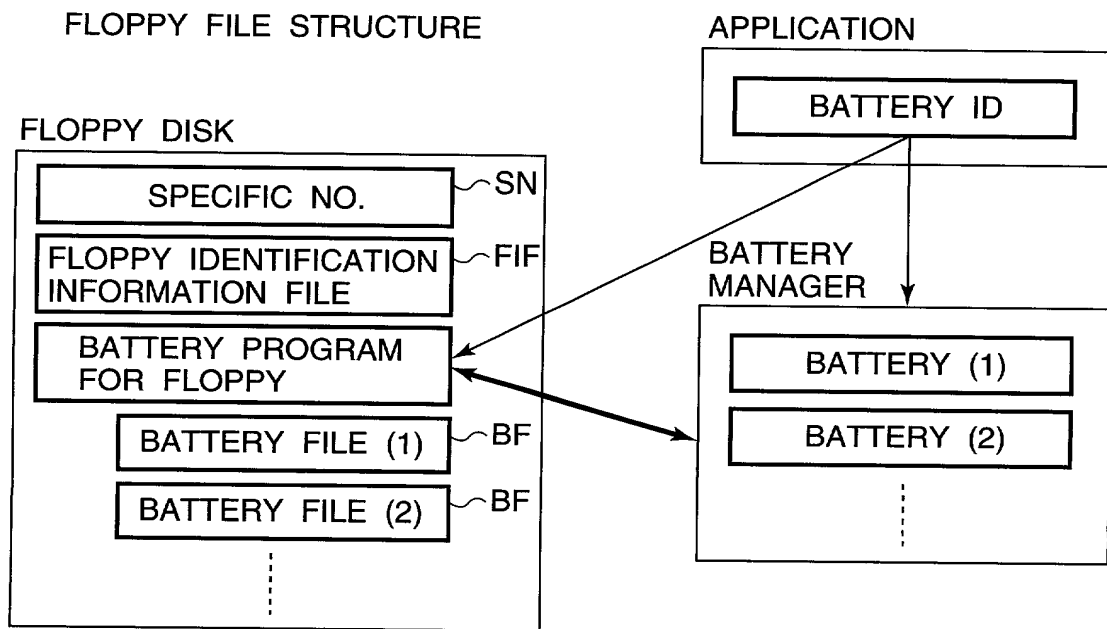 FLOPPY FILE STRUCTURE
FLOPPY DISK
SPECIFIC NO.
SN
FLOPPY IDENTIFICATION
INFORMATION FILE
FIF
BATTERY PROGRAM
FOR FLOPPY
BATTERY FILE (1)
BF
BATTERY FILE (2)
BF
APPLICATION
BATTERY ID
BATTERY
MANAGER
BATTERY (1)
BATTERY (2)